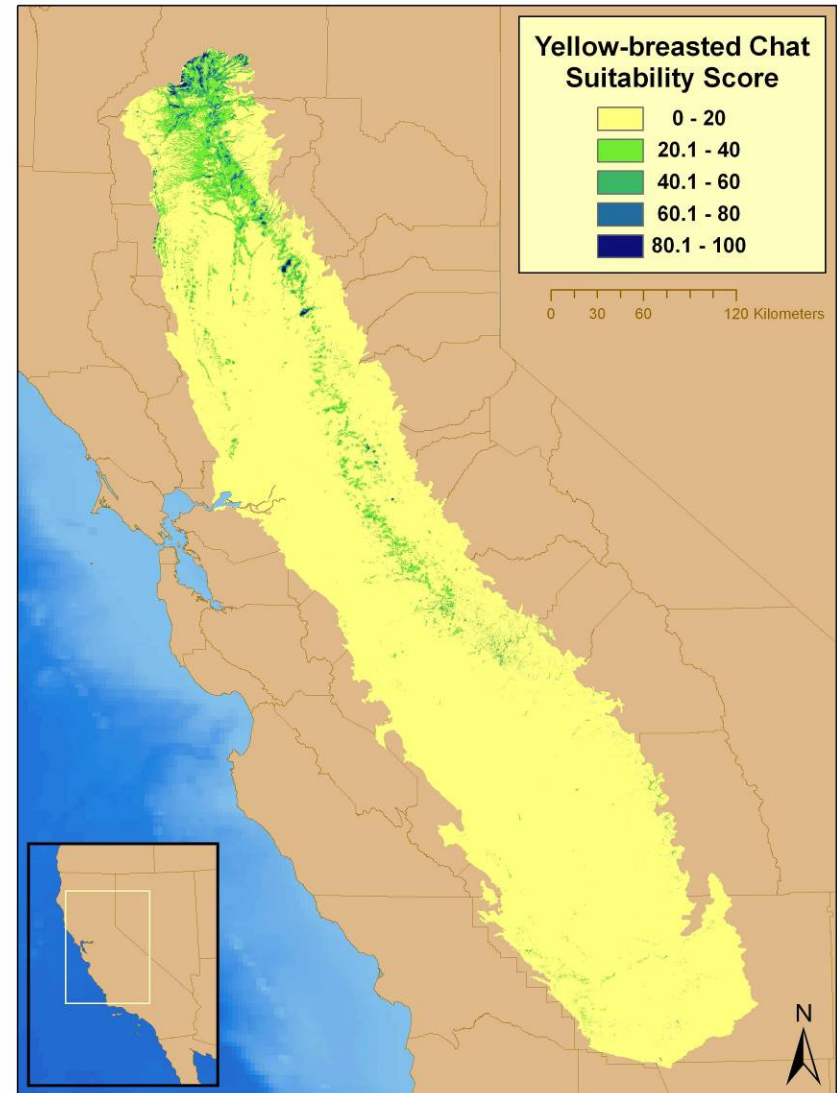 Yellow-breasted Chat
Suitability Score
0 - 20
20.1 - 40
40.1 - 60
60.1 - 80
80.1 - 100
0 30 60 120 Kilometers
N